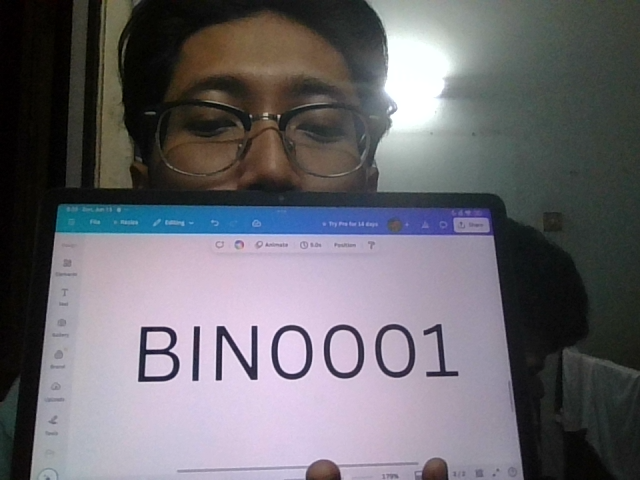 File
Resize
Editing
Try Pro for 14 days
Share
Animate
5.0s
Position
Elements
Text
Brand
Uploads
Tools
BIN0001
179%